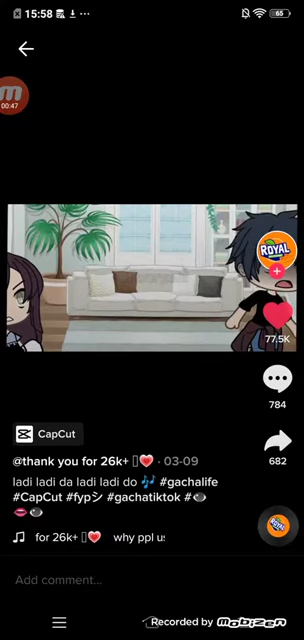 15:58
65
00:47
ROYAL
77.5K
784
CapCut
@thank you for 26k+ ▯❤️ · 03-09
682
ladi ladi da ladi ladi do 🎶 #gachalife
#CapCut #fypシ #gachatiktok #👁
👄👁
for 26k+ ▯❤️ why ppl us
Add comment...
Recorded by mobizen